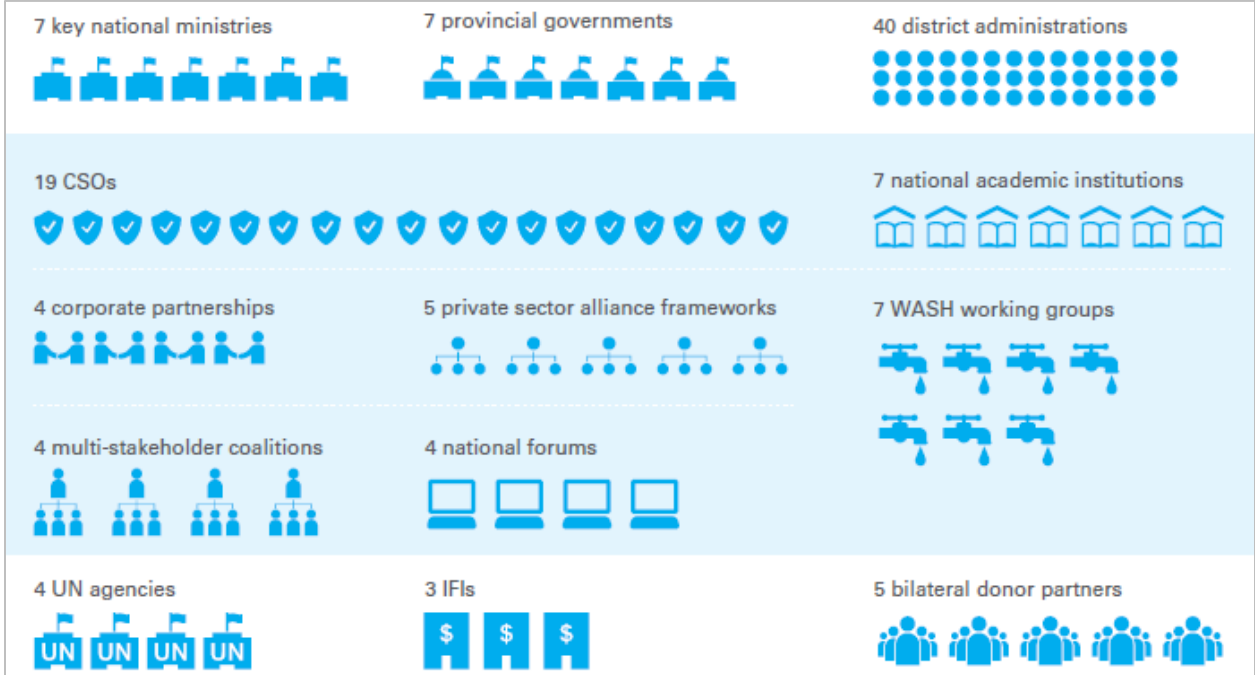 7 key national ministries
7 provincial governments
40 district administrations
19 CSOs
7 national academic institutions
4 corporate partnerships
5 private sector alliance frameworks
7 WASH working groups
4 multi-stakeholder coalitions
4 national forums
4 UN agencies
3 IFIs
5 bilateral donor partners
UN UN UN UN
$ $ $